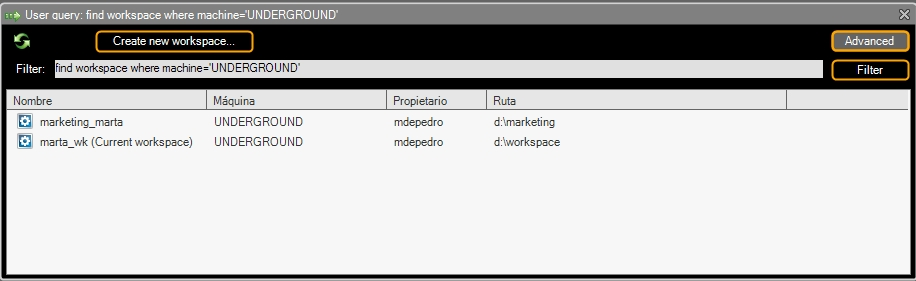 User query: find workspace where machine='UNDERGROUND'
Create new workspace... Advanced
Filter: find workspace where machine='UNDERGROUND' Filter
Nombre Máquina Propietario Ruta
marketing_marta UNDERGROUND mdepedro d:\marketing
marta_wk (Current workspace) UNDERGROUND mdepedro d:\workspace